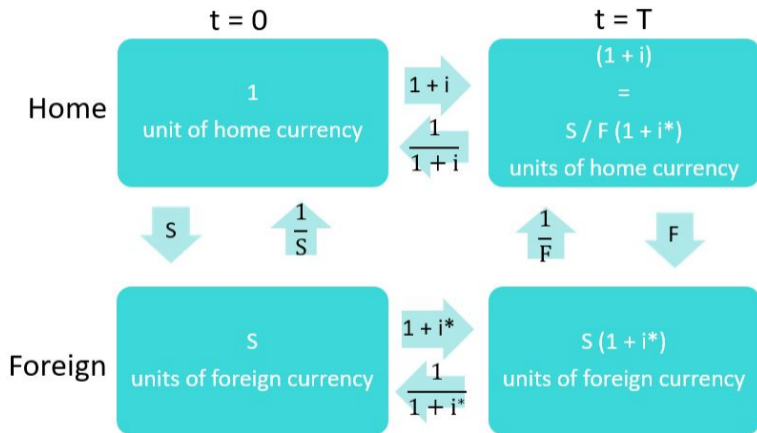 t = 0
t = T
Home
1
unit of home currency
1 + i
1
1 + i
(1 + i)
=
S / F (1 + i*)
units of home currency
S
1
S
1
F
F
Foreign
S
units of foreign currency
1 + i*
1
1 + i*
S (1 + i*)
units of foreign currency